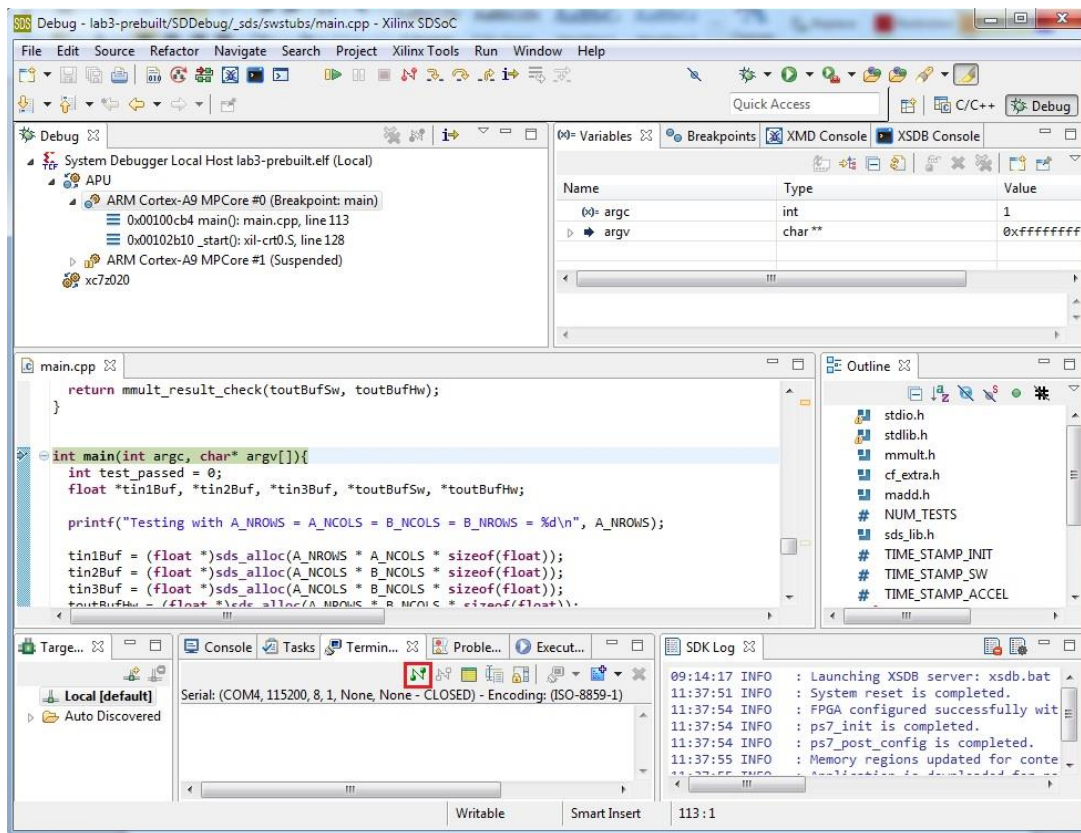 SDS Debug - lab3-prebuilt/SDDebug/_sds/swstubs/main.cpp - Xilinx SDSoC
File Edit Source Refactor Navigate Search Project Xilinx Tools Run Window Help
Quick Access C/C++ Debug
Debug
System Debugger Local Host lab3-prebuilt.elf (Local)
APU
ARM Cortex-A9 MPCore #0 (Breakpoint: main)
0x00100cb4 main(): main.cpp, line 113
0x00102b10 _start(): xil-crt0.S, line 128
ARM Cortex-A9 MPCore #1 (Suspended)
xc7z020
(x)= Variables Breakpoints XMD Console XSDB Console
Name Type Value
(x)= argc int 1
argv char ** 0xffffffff
main.cpp
return mmult_result_check(toutBufSw, toutBufHw);
}
int main(int argc, char* argv[]){
int test_passed = 0;
float *tin1Buf, *tin2Buf, *tin3Buf, *toutBufSw, *toutBufHw;
printf("Testing with A_NROWS = A_NCOLS = B_NCOLS = B_NROWS = %d\n", A_NROWS);
tin1Buf = (float *)sds_alloc(A_NROWS * A_NCOLS * sizeof(float));
tin2Buf = (float *)sds_alloc(A_NCOLS * B_NCOLS * sizeof(float));
tin3Buf = (float *)sds_alloc(A_NCOLS * B_NCOLS * sizeof(float));
toutBufHw = (float *)sds_alloc(A_NROWS * B_NCOLS * sizeof(float));
Outline
stdio.h
stdlib.h
mmult.h
cf_extra.h
madd.h
# NUM_TESTS
sds_lib.h
# TIME_STAMP_INIT
# TIME_STAMP_SW
# TIME_STAMP_ACCEL
Targe...
Local [default]
Auto Discovered
Console Tasks Termin... Proble... Execut...
Serial: (COM4, 115200, 8, 1, None, None - CLOSED) - Encoding: (ISO-8859-1)
SDK Log
09:14:17 INFO : Launching XSDB server: xsdb.bat
11:37:51 INFO : System reset is completed.
11:37:54 INFO : FPGA configured successfully wit
11:37:54 INFO : ps7_init is completed.
11:37:54 INFO : ps7_post_config is completed.
11:37:55 INFO : Memory regions updated for conte
Writable Smart Insert 113 : 1